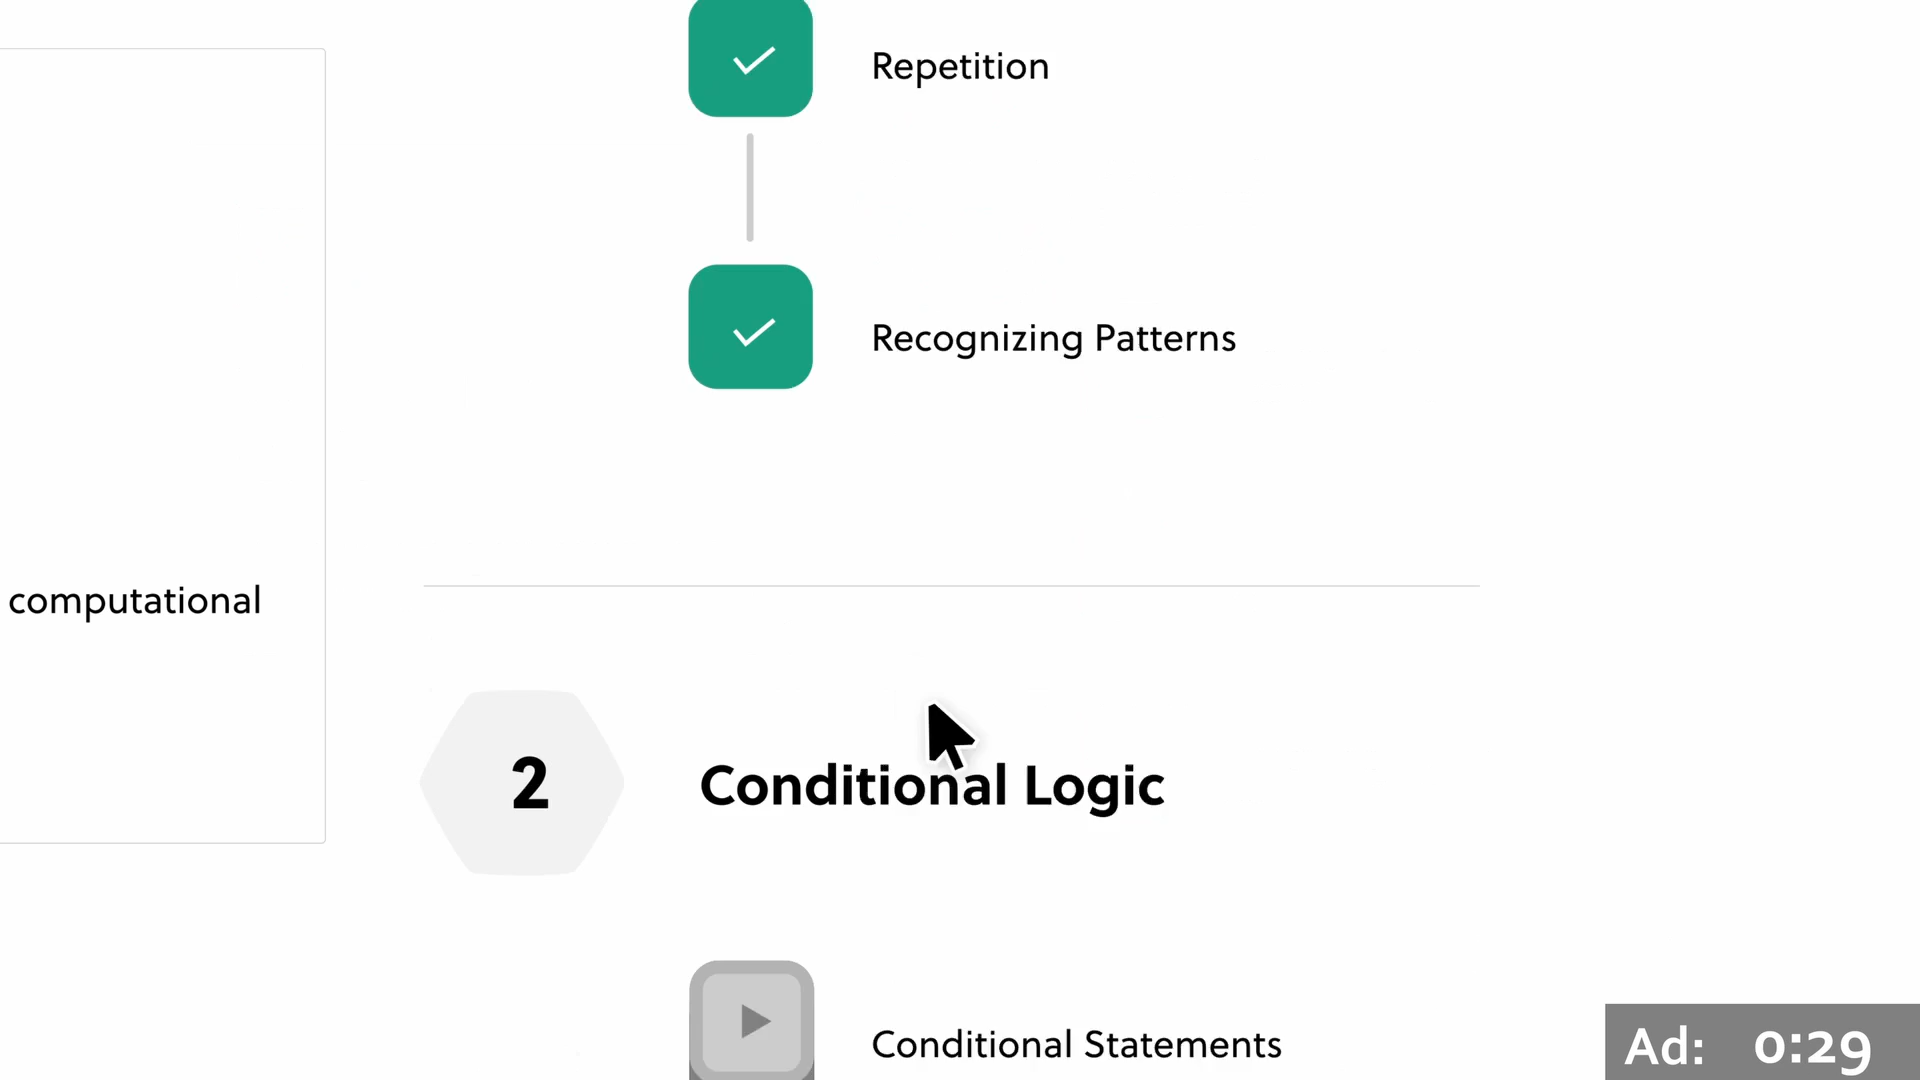 Repetition
Recognizing Patterns
computational
2
Conditional Logic
Conditional Statements
Ad: 0:29